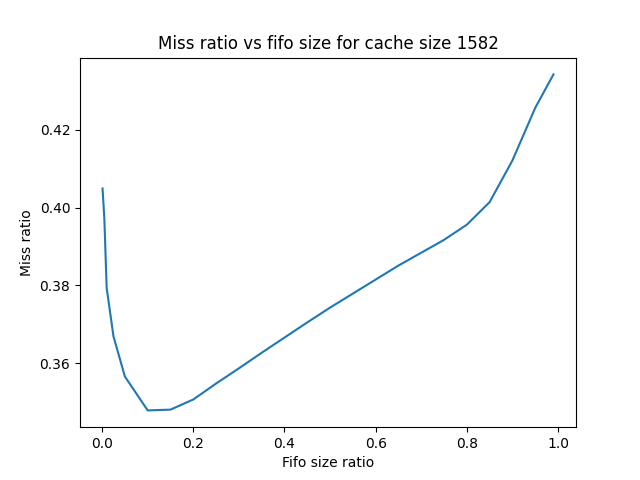 Miss ratio vs fifo size for cache size 1582
Miss ratio
0.42
0.40
0.38
0.36
0.0 0.2 0.4 0.6 0.8 1.0
Fifo size ratio